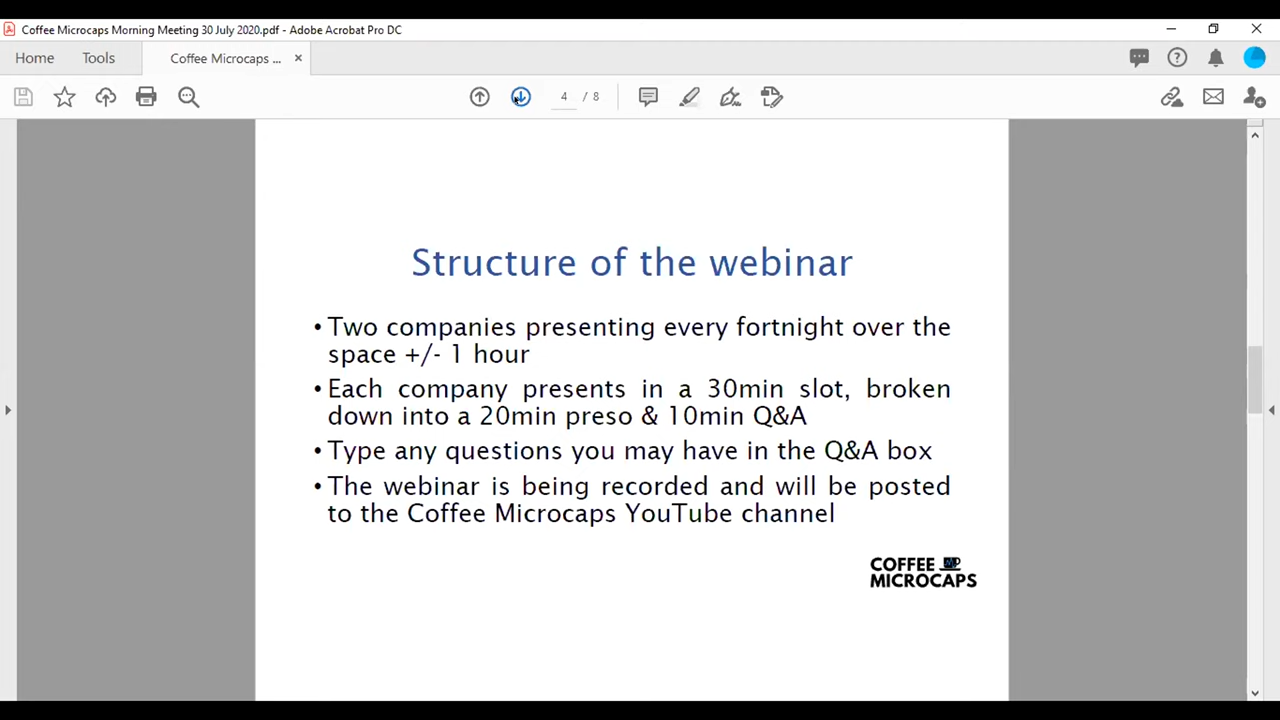 Coffee Microcaps Morning Meeting 30 July 2020.pdf - Adobe Acrobat Pro DC
Home Tools Coffee Microcaps ...
4 / 8
Structure of the webinar
• Two companies presenting every fortnight over the
space +/- 1 hour
• Each company presents in a 30min slot, broken
down into a 20min preso & 10min Q&A
• Type any questions you may have in the Q&A box
• The webinar is being recorded and will be posted
to the Coffee Microcaps YouTube channel
COFFEE
MICROCAPS